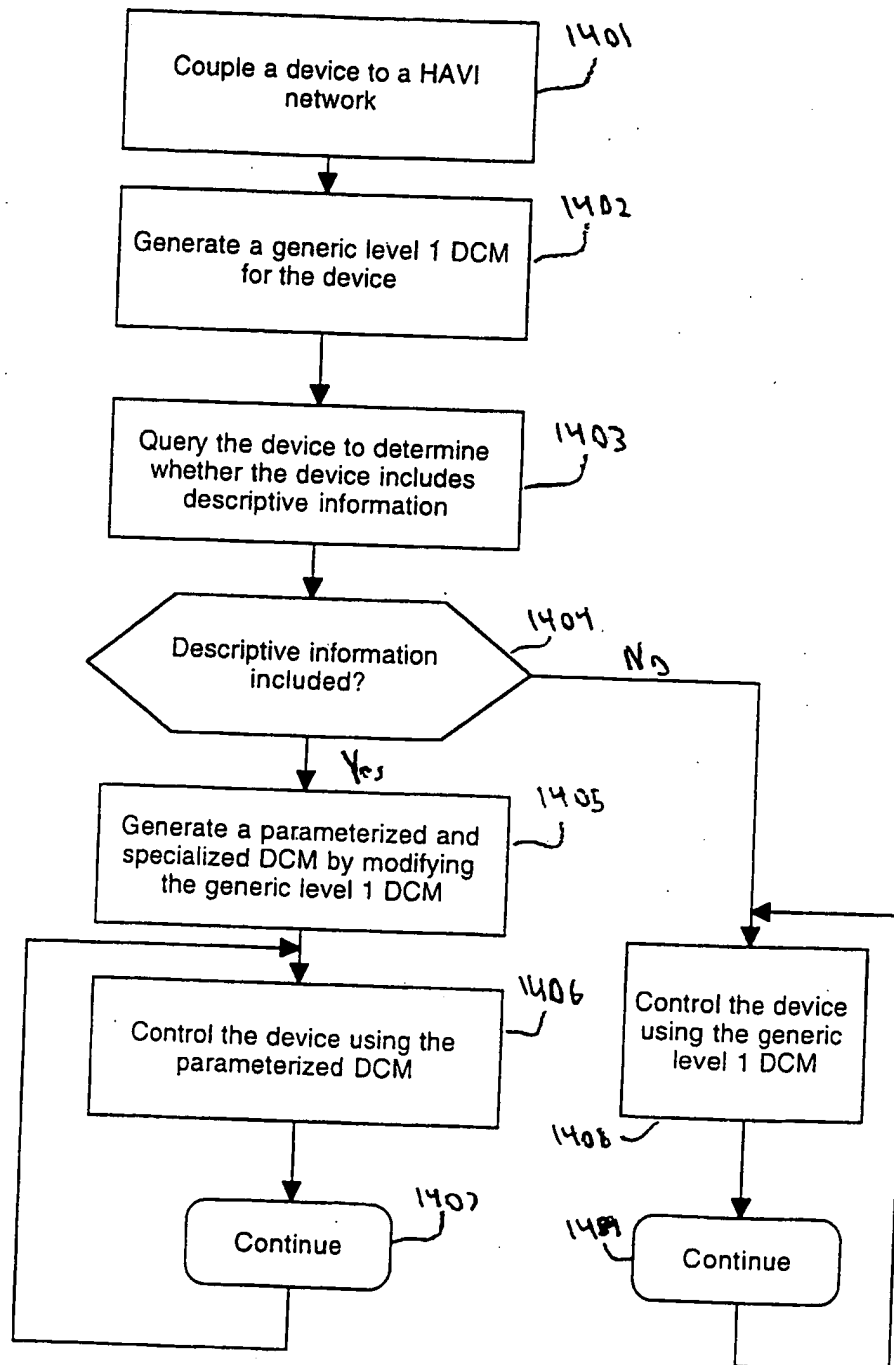 1401
Couple a device to a HAVI
network
1402
Generate a generic level 1 DCM
for the device
1403
Query the device to determine
whether the device includes
descriptive information
1404
Descriptive information
included?
No
Yes
1405
Generate a parameterized and
specialized DCM by modifying
the generic level 1 DCM
1406
Control the device using the
parameterized DCM
Control the device
using the generic
level 1 DCM
1408
1407
Continue
Continue